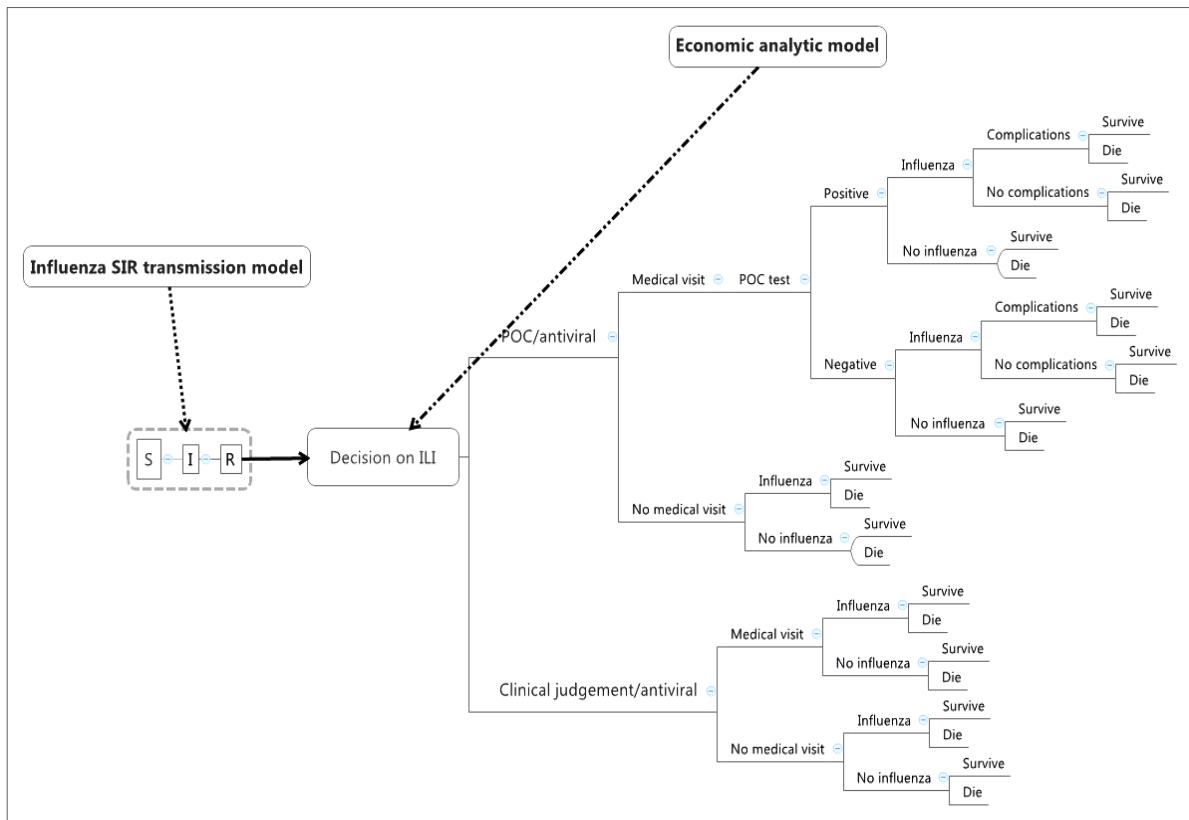 Economic analytic model
Influenza SIR transmission model
S I R
Decision on ILI
POC/antiviral
Medical visit
POC test
Positive
Influenza
Complications
Survive
Die
No complications
Survive
Die
No influenza
Survive
Die
Negative
Influenza
Complications
Survive
Die
No complications
Survive
Die
No influenza
Survive
Die
No medical visit
Influenza
Survive
Die
No influenza
Survive
Die
Clinical judgement/antiviral
Medical visit
Influenza
Survive
Die
No influenza
Survive
Die
No medical visit
Influenza
Survive
Die
No influenza
Survive
Die